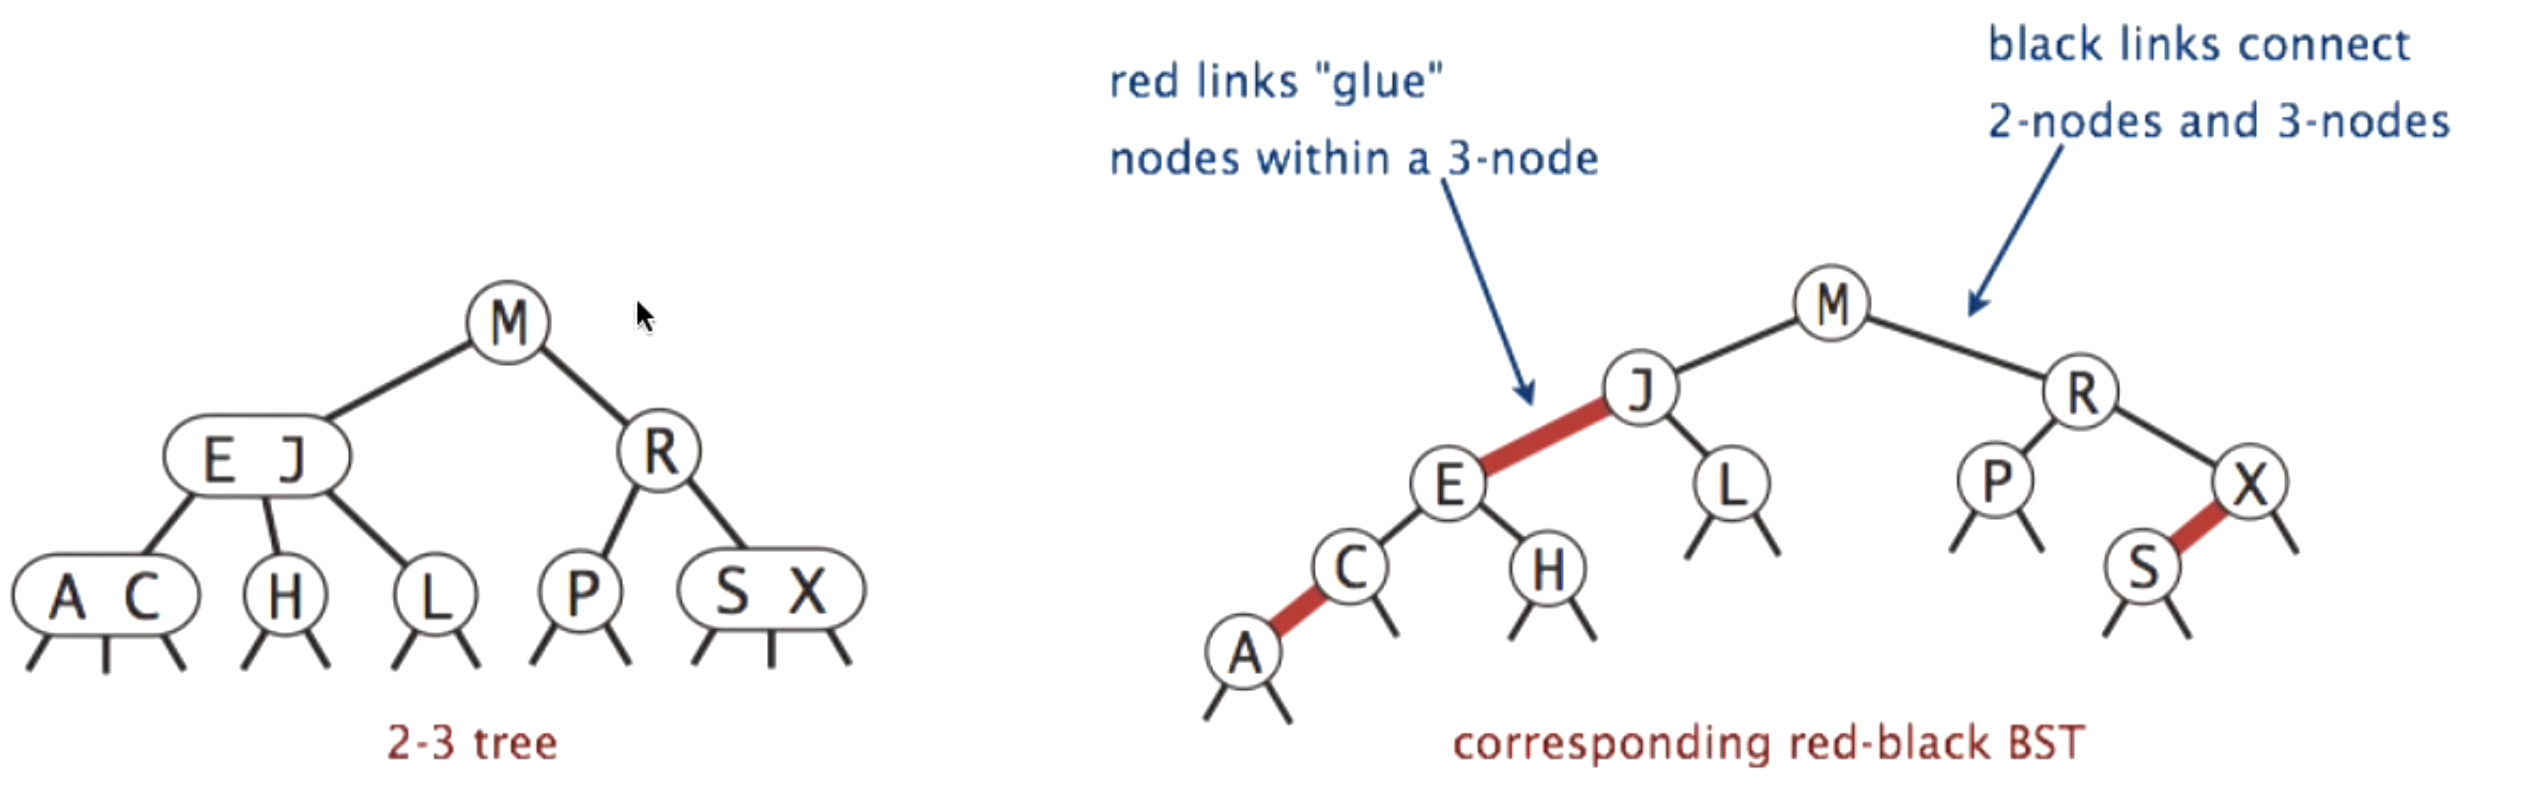 red links "glue"
nodes within a 3-node
black links connect
2-nodes and 3-nodes
M
E J
R
A C
H
L
P
S X
2-3 tree
M
J
R
E
L
P
X
C
H
S
A
corresponding red-black BST